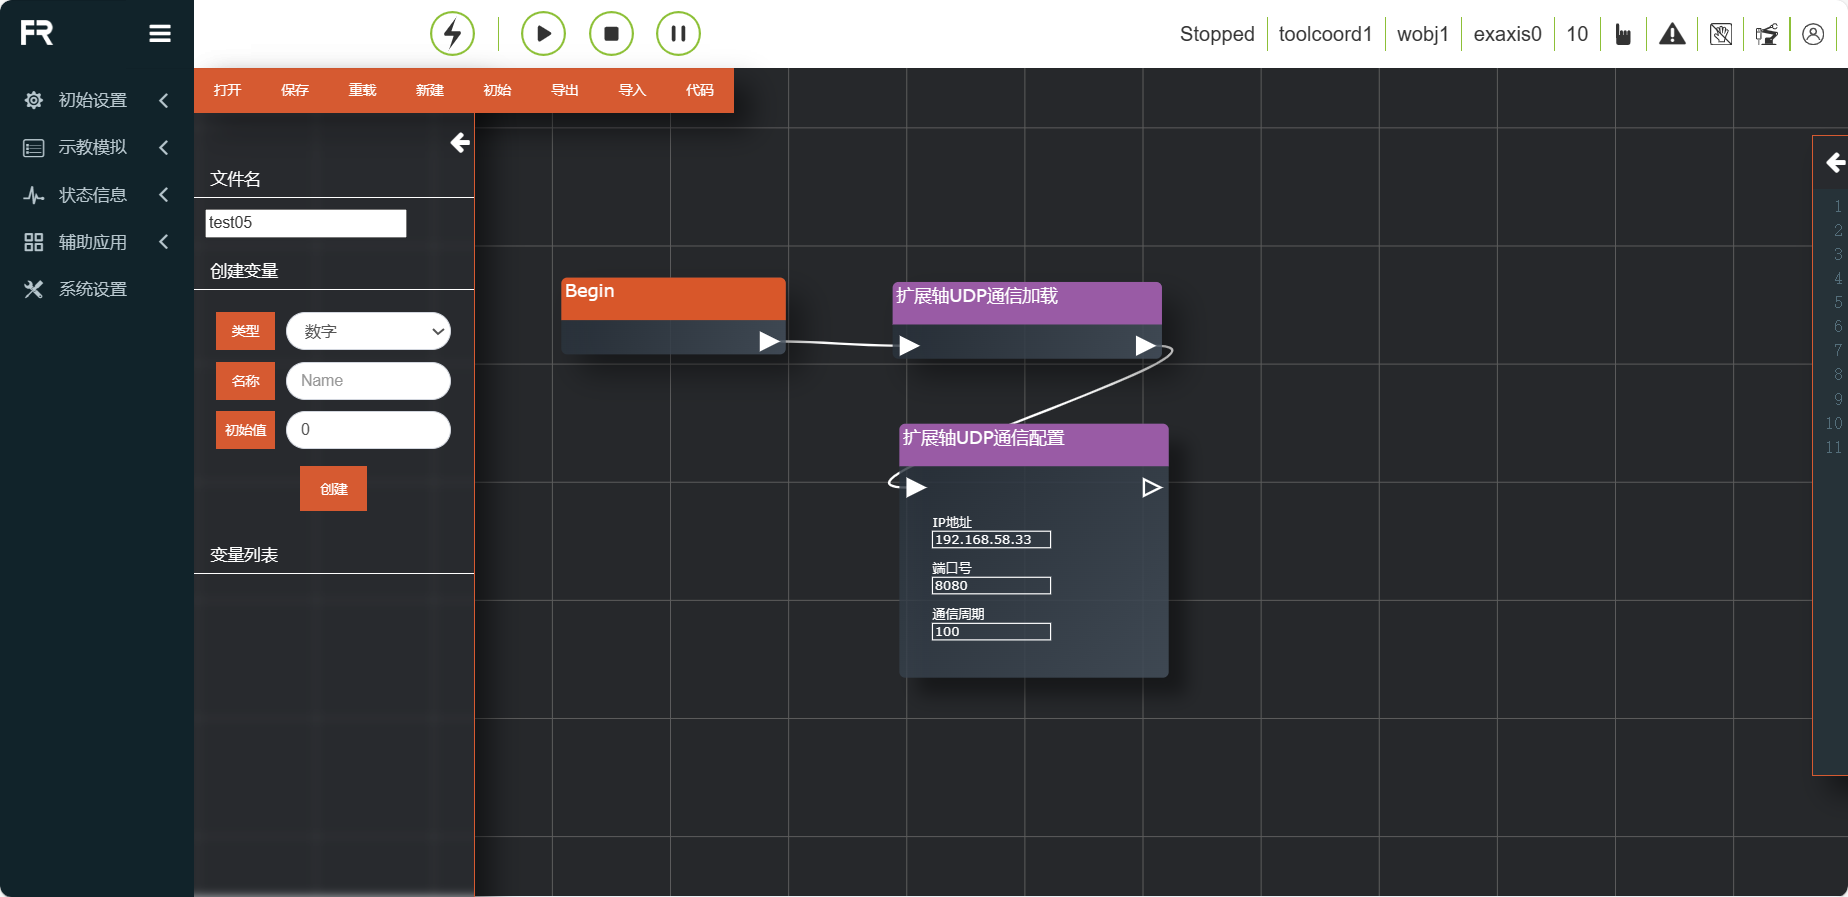 FR
Stopped
toolcoord1
wobj1
exaxis0
10
初始设置
示教模拟
状态信息
辅助应用
系统设置
打开
保存
重载
新建
初始
导出
导入
代码
文件名
test05
创建变量
类型
数字
名称
Name
初始值
0
创建
变量列表
Begin
扩展轴UDP通信加载
扩展轴UDP通信配置
IP地址
192.168.58.33
端口号
8080
通信周期
100
1
2
3
4
5
6
7
8
9
10
11